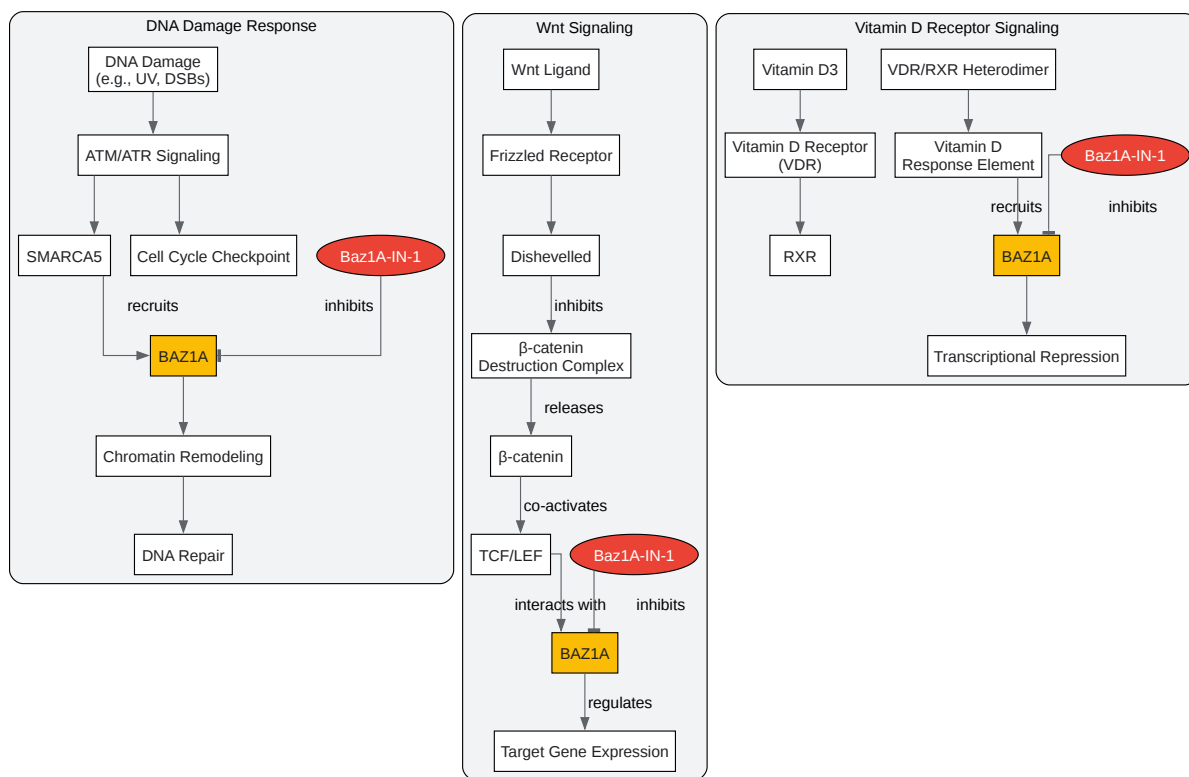 DNA Damage Response
DNA Damage
(e.g., UV, DSBs)
ATM/ATR Signaling
SMARCA5
Cell Cycle Checkpoint
Baz1A-IN-1
recruits
inhibits
BAZ1A
Chromatin Remodeling
DNA Repair
Wnt Signaling
Wnt Ligand
Frizzled Receptor
Dishevelled
inhibits
β-catenin
Destruction Complex
releases
β-catenin
co-activates
TCF/LEF
Baz1A-IN-1
interacts with
inhibits
BAZ1A
regulates
Target Gene Expression
Vitamin D Receptor Signaling
Vitamin D3
VDR/RXR Heterodimer
Vitamin D Receptor
(VDR)
Vitamin D
Response Element
Baz1A-IN-1
recruits
inhibits
RXR
BAZ1A
Transcriptional Repression